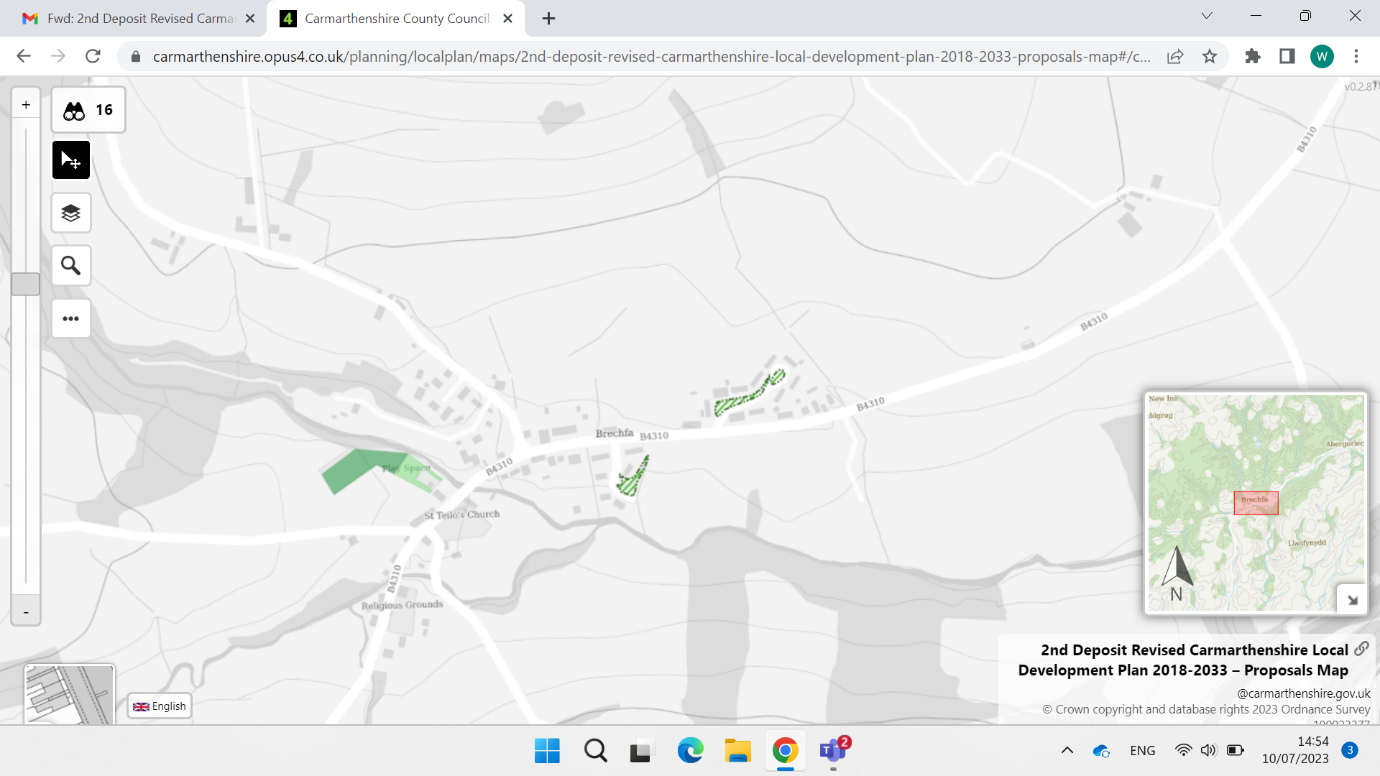 Fwd: 2nd Deposit Revised Carma
Carmarthenshire County Council
carmarthenshire.opus4.co.uk/planning/localplan/maps/2nd-deposit-revised-carmarthenshire-local-development-plan-2018-2033-proposals-map#/c...
W
v0.2.8
+
16
B4310
B4310
B4310
Brechfa
B4310
B4310
Play Space
St Teilo's Church
B4310
Religious Grounds
-
New Inn
Brechfa
Llanfynydd
N
2nd Deposit Revised Carmarthenshire Local
Development Plan 2018-2033 – Proposals Map
@carmarthenshire.gov.uk
© Crown copyright and database rights 2023 Ordnance Survey
English
2
ENG
14:54
10/07/2023
3